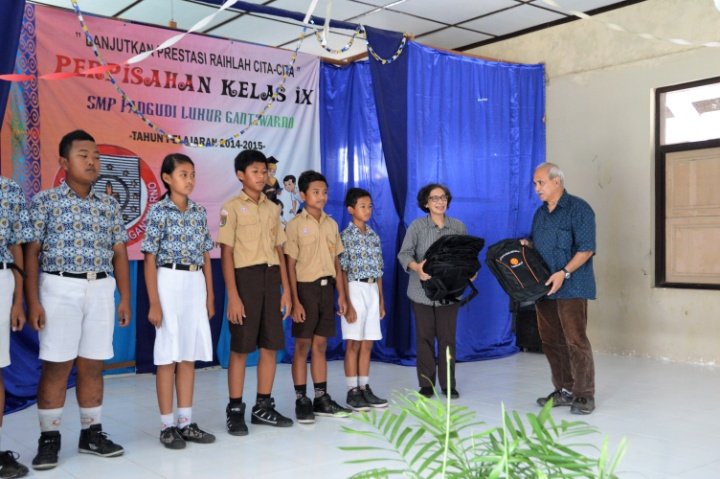 " LANJUTKAN PRESTASI RAIHLAH CITA-CITA "
PERPISAHAN KELAS iX
SMP PANGUDI LUHUR GANTIWARNO
-TAHUN PELAJARAN 2014-2015-